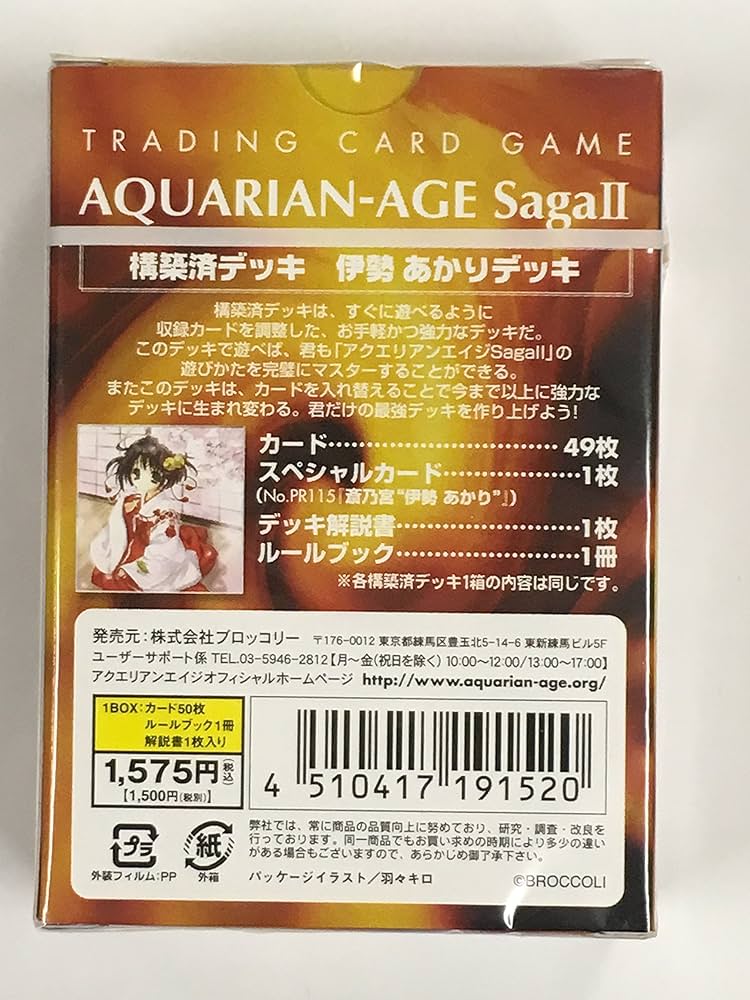 TRADING CARD GAME
AQUARIAN-AGE SagaII
構築済デッキ 伊勢 あかりデッキ
構築済デッキは、すぐに遊べるように
収録カードを調整した、お手軽かつ強力なデッキだ。
このデッキで遊べば、君も「アクエリアンエイジSagaII」の
遊びかたを完璧にマスターすることができる。
またこのデッキは、カードを入れ替えることで今まで以上に強力な
デッキに生まれ変わる。君だけの最強デッキを作り上げよう!
カード……………………………49枚
スペシャルカード………………1枚
(No.PR115『斎乃宮“伊勢 あかり”』)
デッキ解説書……………………1枚
ルールブック……………………1冊
※各構築済デッキ1箱の内容は同じです。
発売元:株式会社ブロッコリー 〒176-0012 東京都練馬区豊玉北5-14-6 東新練馬ビル5F
ユーザーサポート係 TEL.03-5946-2812【月〜金(祝日を除く) 10:00〜12:00/13:00〜17:00】
アクエリアンエイジオフィシャルホームページ http://www.aquarian-age.org/
1BOX:カード50枚
ルールブック1冊
解説書1枚入り
1,575円(税込)
【1,500円(税別)】
4 510417 191520
プラ
外装フィルム:PP
紙
外箱
弊社では、常に商品の品質向上に努めており、研究・調査・改良を
行っております。同一商品でもお買い求めの時期により多少の違い
がある場合もございますので、あらかじめ御了承下さい。
パッケージイラスト/羽々キロ
©BROCCOLI